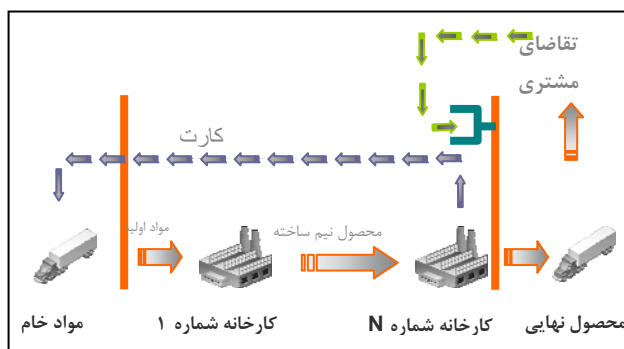 تقاضای
مشتری
کارت
مواد اولیه
محصول نیم ساخته
مواد خام
کارخانه شماره ۱
کارخانه شماره N
محصول نهایی